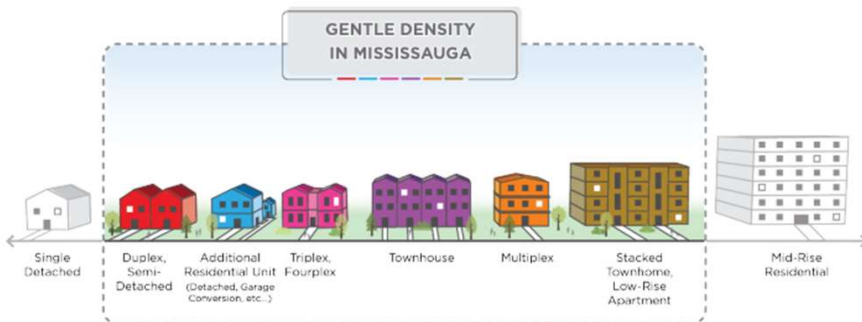 GENTLE DENSITY
IN MISSISSAUGA
Single
Detached
Duplex,
Semi-
Detached
Additional
Residential Unit
(Detached, Garage
Conversion, etc...)
Triplex,
Fourplex
Townhouse
Multiplex
Stacked
Townhome,
Low-Rise
Apartment
Mid-Rise
Residential